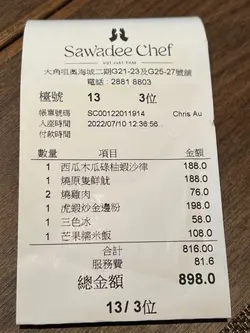 Sawadee Chef
大角咀奧海城二期G21-23及G25-27號舖
電話 : 2881 8803
檯號 13 3位
帳單號碼 SC00122011914 Chris Au
入座時間 2022/07/10 12:36:56
付款時間
數量 項目 金額
1 西瓜木瓜碌柚蝦沙律 188.0
1 燒原隻鮮魷 188.0
2 燒雞肉 76.0
1 虎蝦炒金邊粉 198.0
1 三色冰 58.0
1 芒果糯米飯 108.0
合計 816.00
服務費 81.6
總金額 898.0
13 / 3位